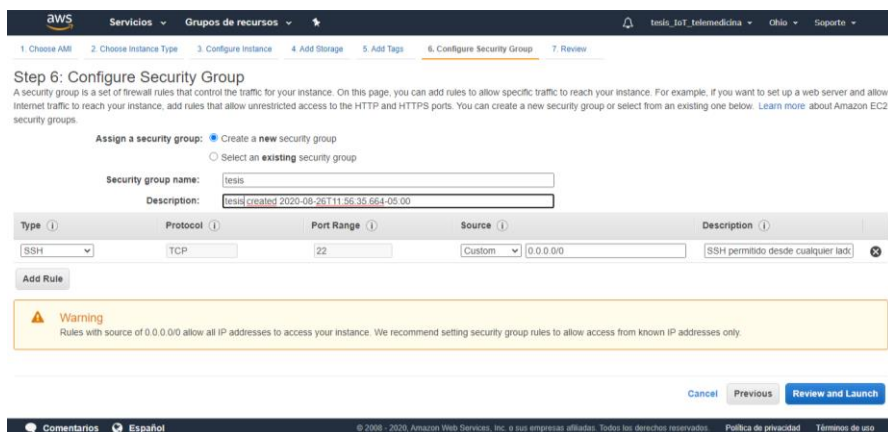 aws Servicios Grupos de recursos tesis_IoT_telemedicina Ohio Soporte
1. Choose AMI 2. Choose Instance Type 3. Configure Instance 4. Add Storage 5. Add Tags 6. Configure Security Group 7. Review
Step 6: Configure Security Group
A security group is a set of firewall rules that control the traffic for your instance. On this page, you can add rules to allow specific traffic to reach your instance. For example, if you want to set up a web server and allow
Internet traffic to reach your instance, add rules that allow unrestricted access to the HTTP and HTTPS ports. You can create a new security group or select from an existing one below. Learn more about Amazon EC2
security groups.
Assign a security group: Create a new security group
Select an existing security group
Security group name: tesis
Description: tesis created 2020-08-26T11:56:35.664-05:00
Type Protocol Port Range Source Description
SSH TCP 22 Custom 0.0.0.0/0 SSH permitido desde cualquier lado
Add Rule
Warning
Rules with source of 0.0.0.0/0 allow all IP addresses to access your instance. We recommend setting security group rules to allow access from known IP addresses only.
Cancel Previous Review and Launch
Comentarios Español © 2008 - 2020, Amazon Web Services, Inc. o sus empresas afiliadas. Todos los derechos reservados. Política de privacidad Términos de uso